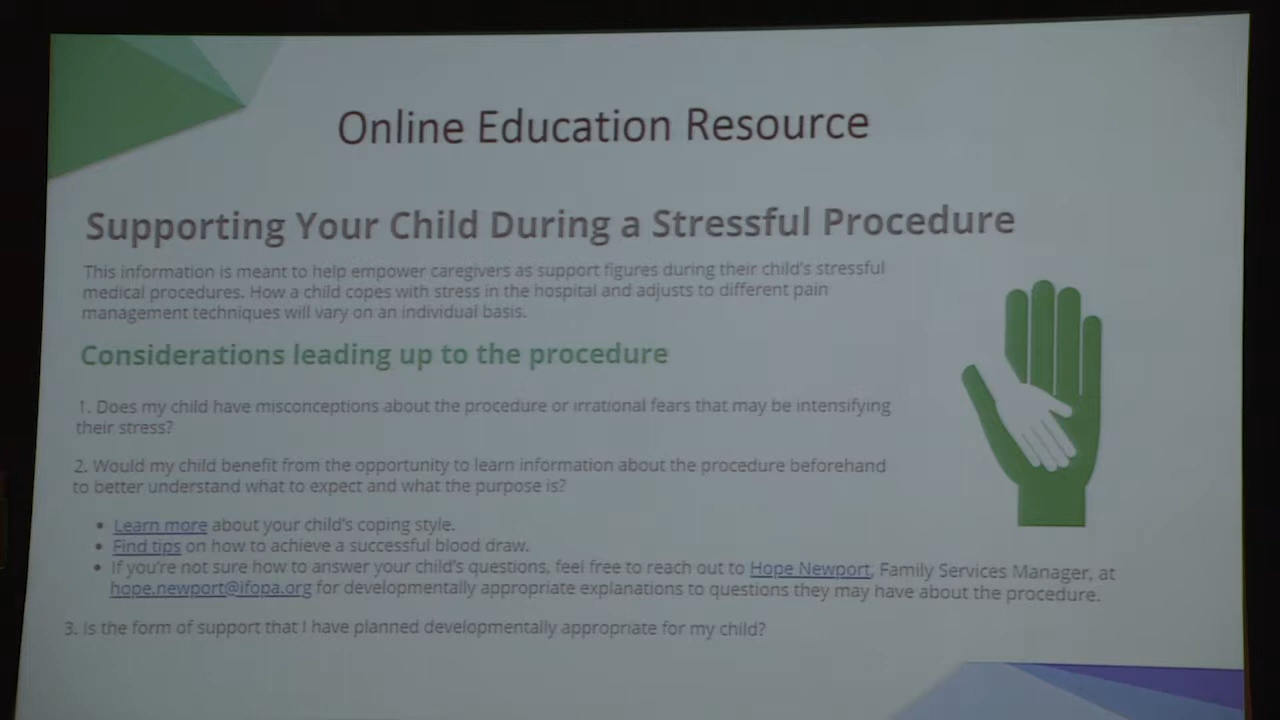 Online Education Resource
Supporting Your Child During a Stressful Procedure
This information is meant to help empower caregivers as support figures during their child's stressful
medical procedures. How a child copes with stress in the hospital and adjusts to different pain
management techniques will vary on an individual basis.
Considerations leading up to the procedure
1. Does my child have misconceptions about the procedure or irrational fears that may be intensifying
their stress?
2. Would my child benefit from the opportunity to learn information about the procedure beforehand
to better understand what to expect and what the purpose is?
• Learn more about your child's coping style.
• Find tips on how to achieve a successful blood draw.
• If you're not sure how to answer your child's questions, feel free to reach out to Hope Newport, Family Services Manager, at
hope.newport@ifopa.org for developmentally appropriate explanations to questions they may have about the procedure.
3. Is the form of support that I have planned developmentally appropriate for my child?